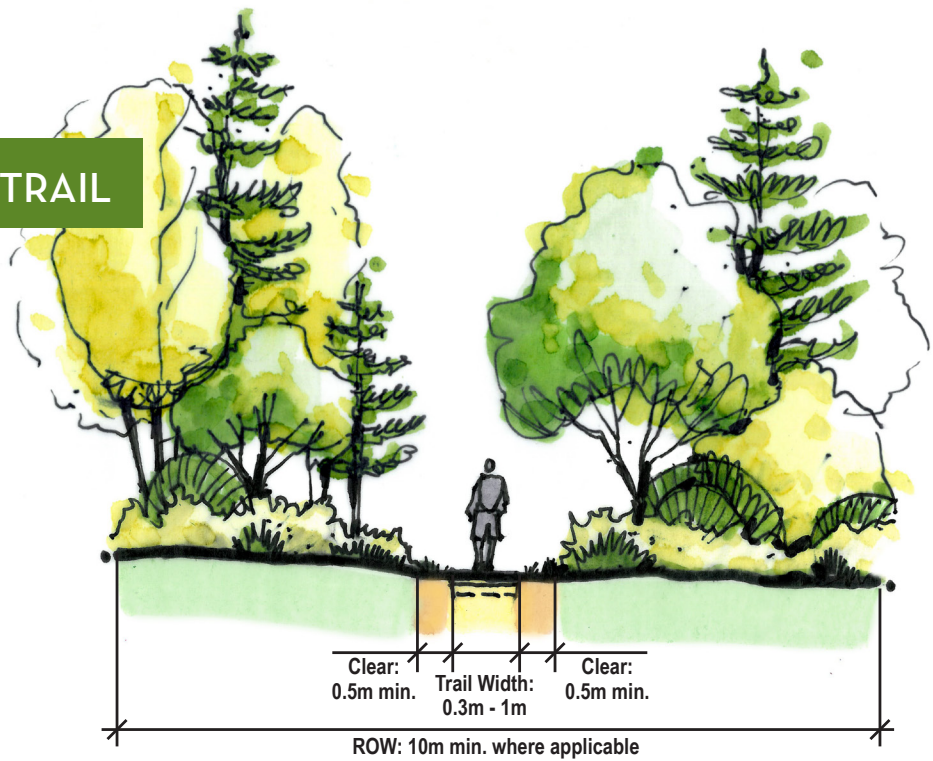 TRAIL
Clear:
0.5m min.
Trail Width:
0.3m - 1m
Clear:
0.5m min.
ROW: 10m min. where applicable